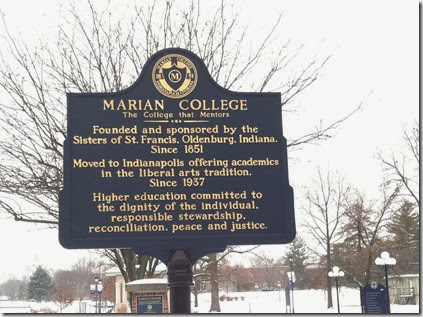 M
MARIAN COLLEGE
The College that Mentors
Founded and sponsored by the
Sisters of St. Francis, Oldenburg, Indiana.
Since 1851
Moved to Indianapolis offering academics
in the liberal arts tradition.
Since 1937
Higher education committed to
the dignity of the individual,
responsible stewardship,
reconciliation, peace and justice.